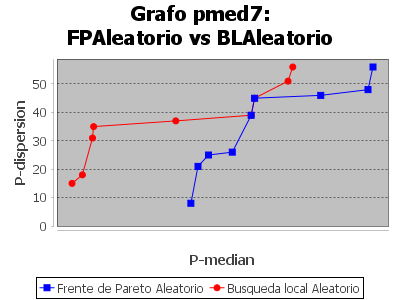 Grafo pmed7:
FPAleatorio vs BLAleatorio
P-dispersion
50
40
30
20
10
0
P-median
Frente de Pareto Aleatorio
Busqueda local Aleatorio